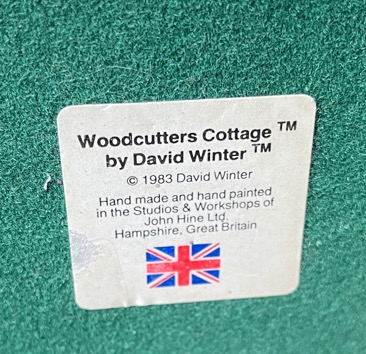 Woodcutters Cottage ™
by David Winter ™
© 1983 David Winter
Hand made and hand painted
in the Studios & Workshops of
John Hine Ltd.
Hampshire, Great Britain